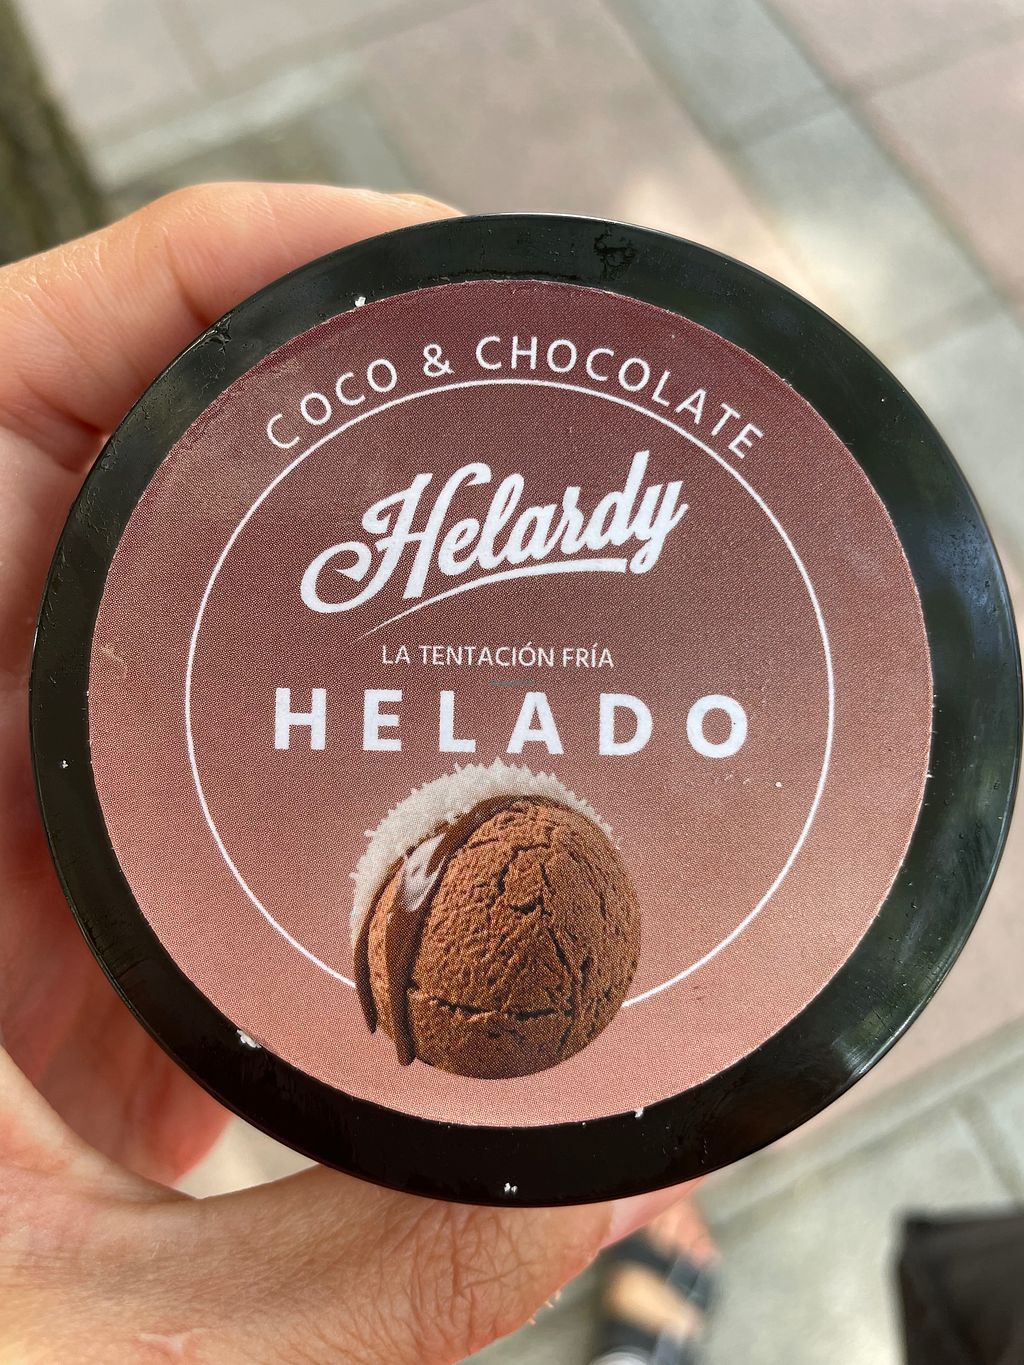 COCO & CHOCOLATE
Helardy
LA TENTACIÓN FRÍA
HELADO